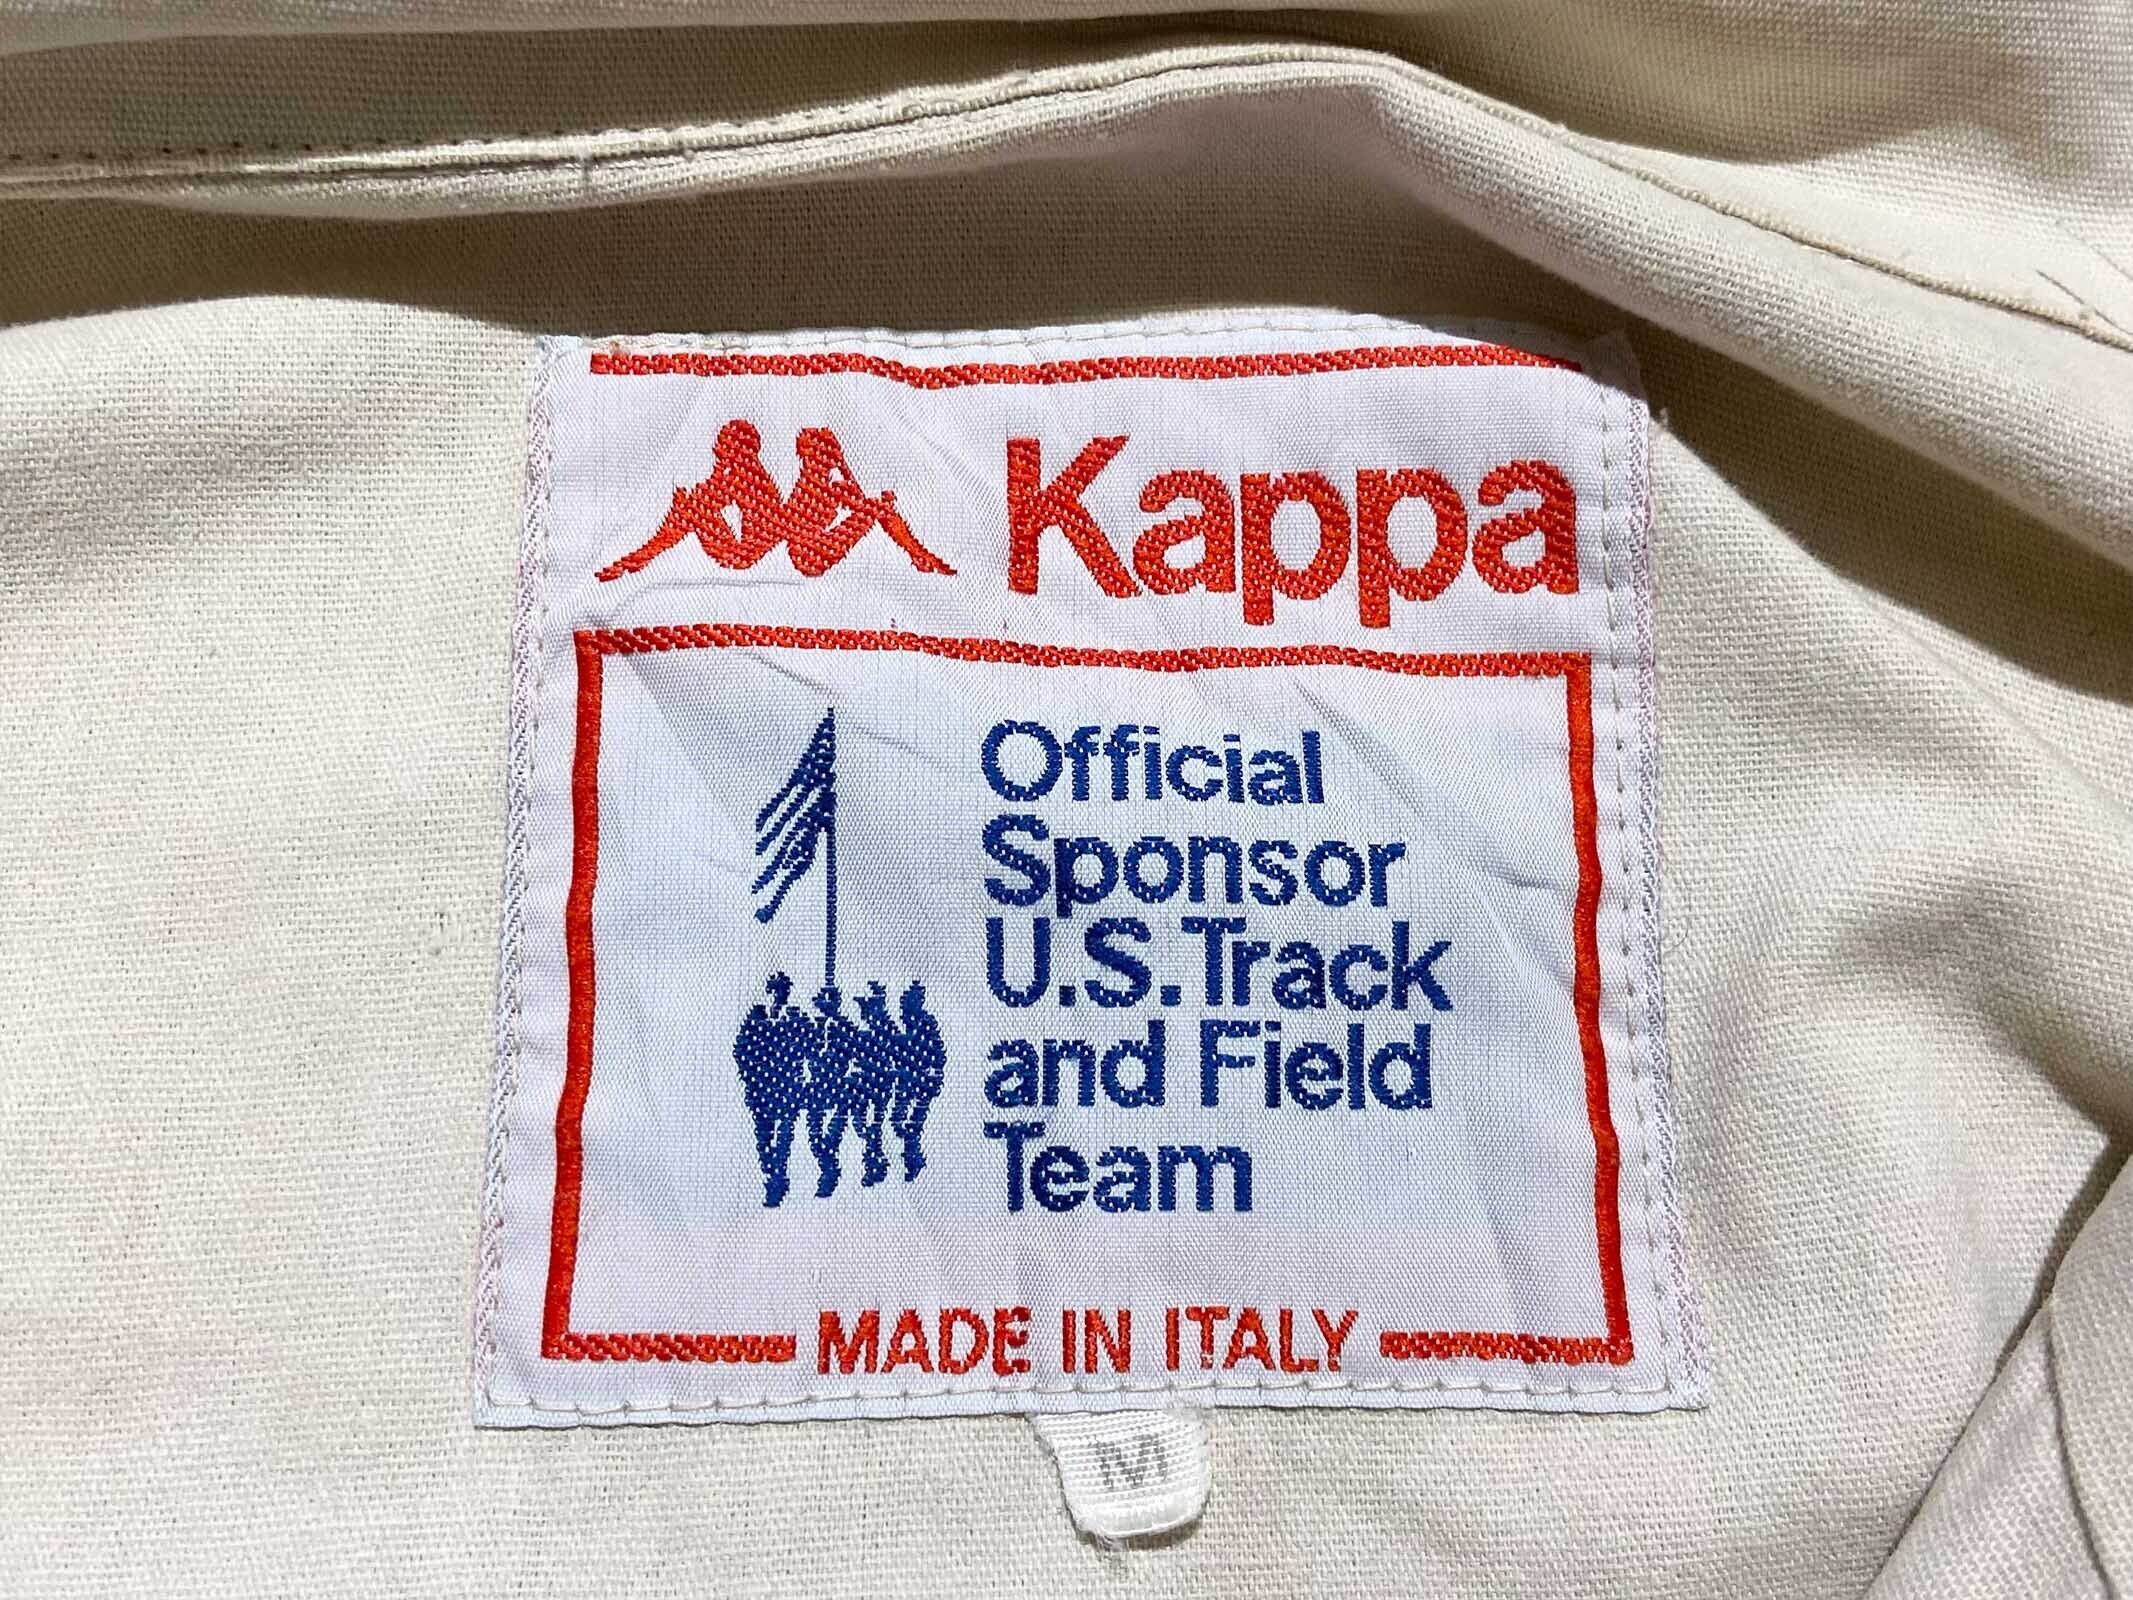 Kappa
Official
Sponsor
U.S. Track
and Field
Team
MADE IN ITALY
M